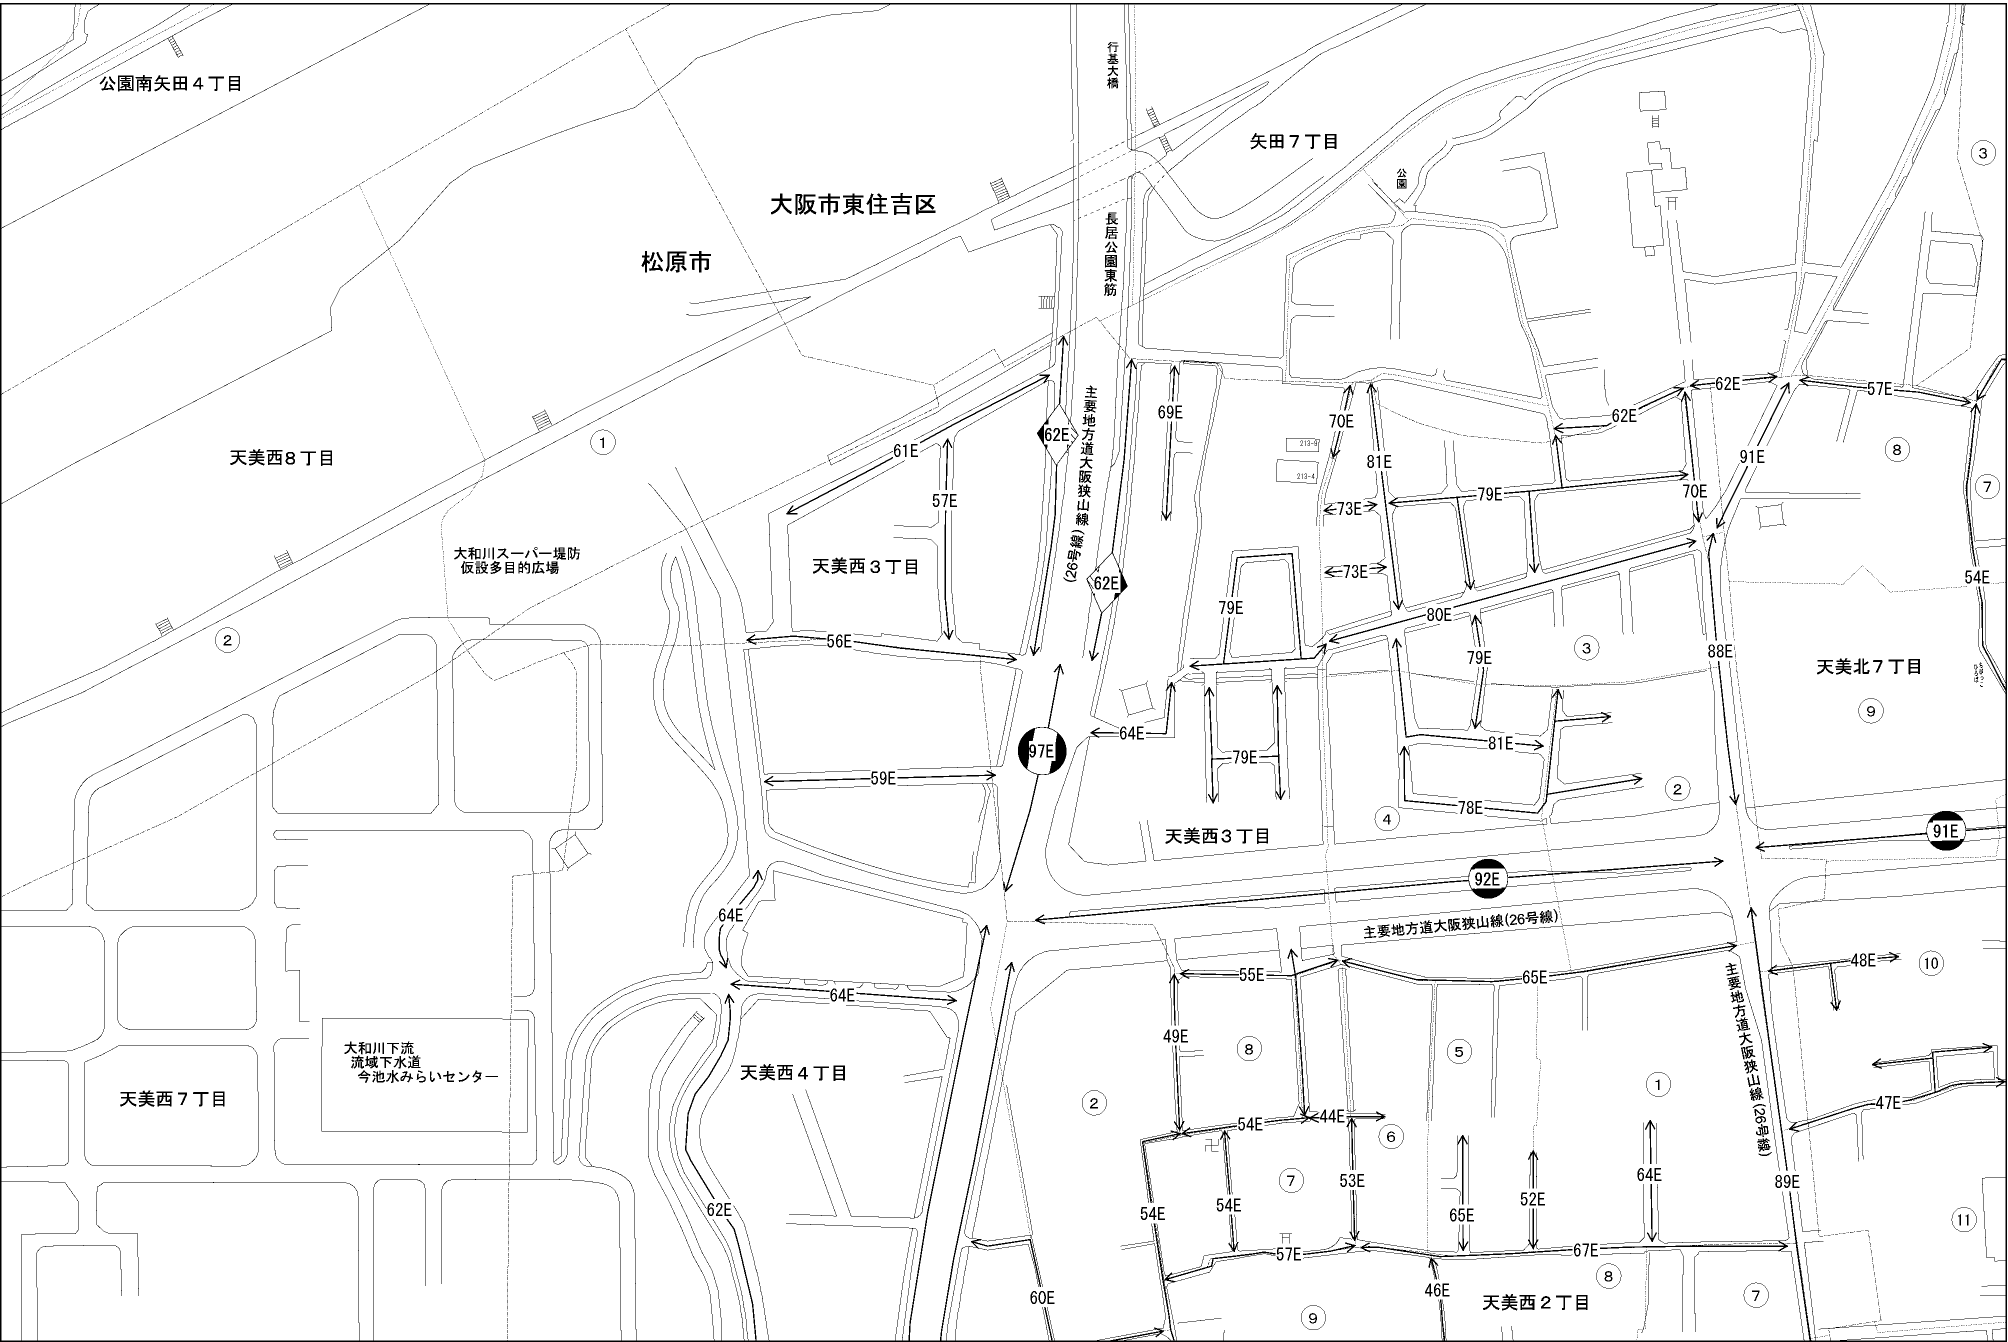 行基大橋
公園南矢田4丁目
矢田7丁目
③
公園
大阪市東住吉区
長居公園東筋
松原市
62E
57E
69E
62E
70E
主要地方道大阪狭山線(26号線)
62E
①
213-5
61E
天美西8丁目
81E
91E
⑧
213-4
⑦
57E
79E
70E
73E
大和川スーパー堤防
仮設多目的広場
天美西3丁目
73E
62E
54E
79E
80E
②
56E
79E
③
88E
天美北7丁目
⑨
64E
81E
97E
79E
59E
②
78E
④
天美西3丁目
91E
92E
64E
主要地方道大阪狭山線(26号線)
48E
⑩
55E
65E
64E
主要地方道大阪狭山線(26号線)
49E
⑧
⑤
大和川下流
流域下水道
今池水みらいセンター
天美西4丁目
①
天美西7丁目
②
47E
44E
54E
⑥
卍
64E
⑦
53E
89E
52E
54E
62E
54E
65E
⑪
57E
67E
⑧
46E
60E
天美西2丁目
⑦
⑨